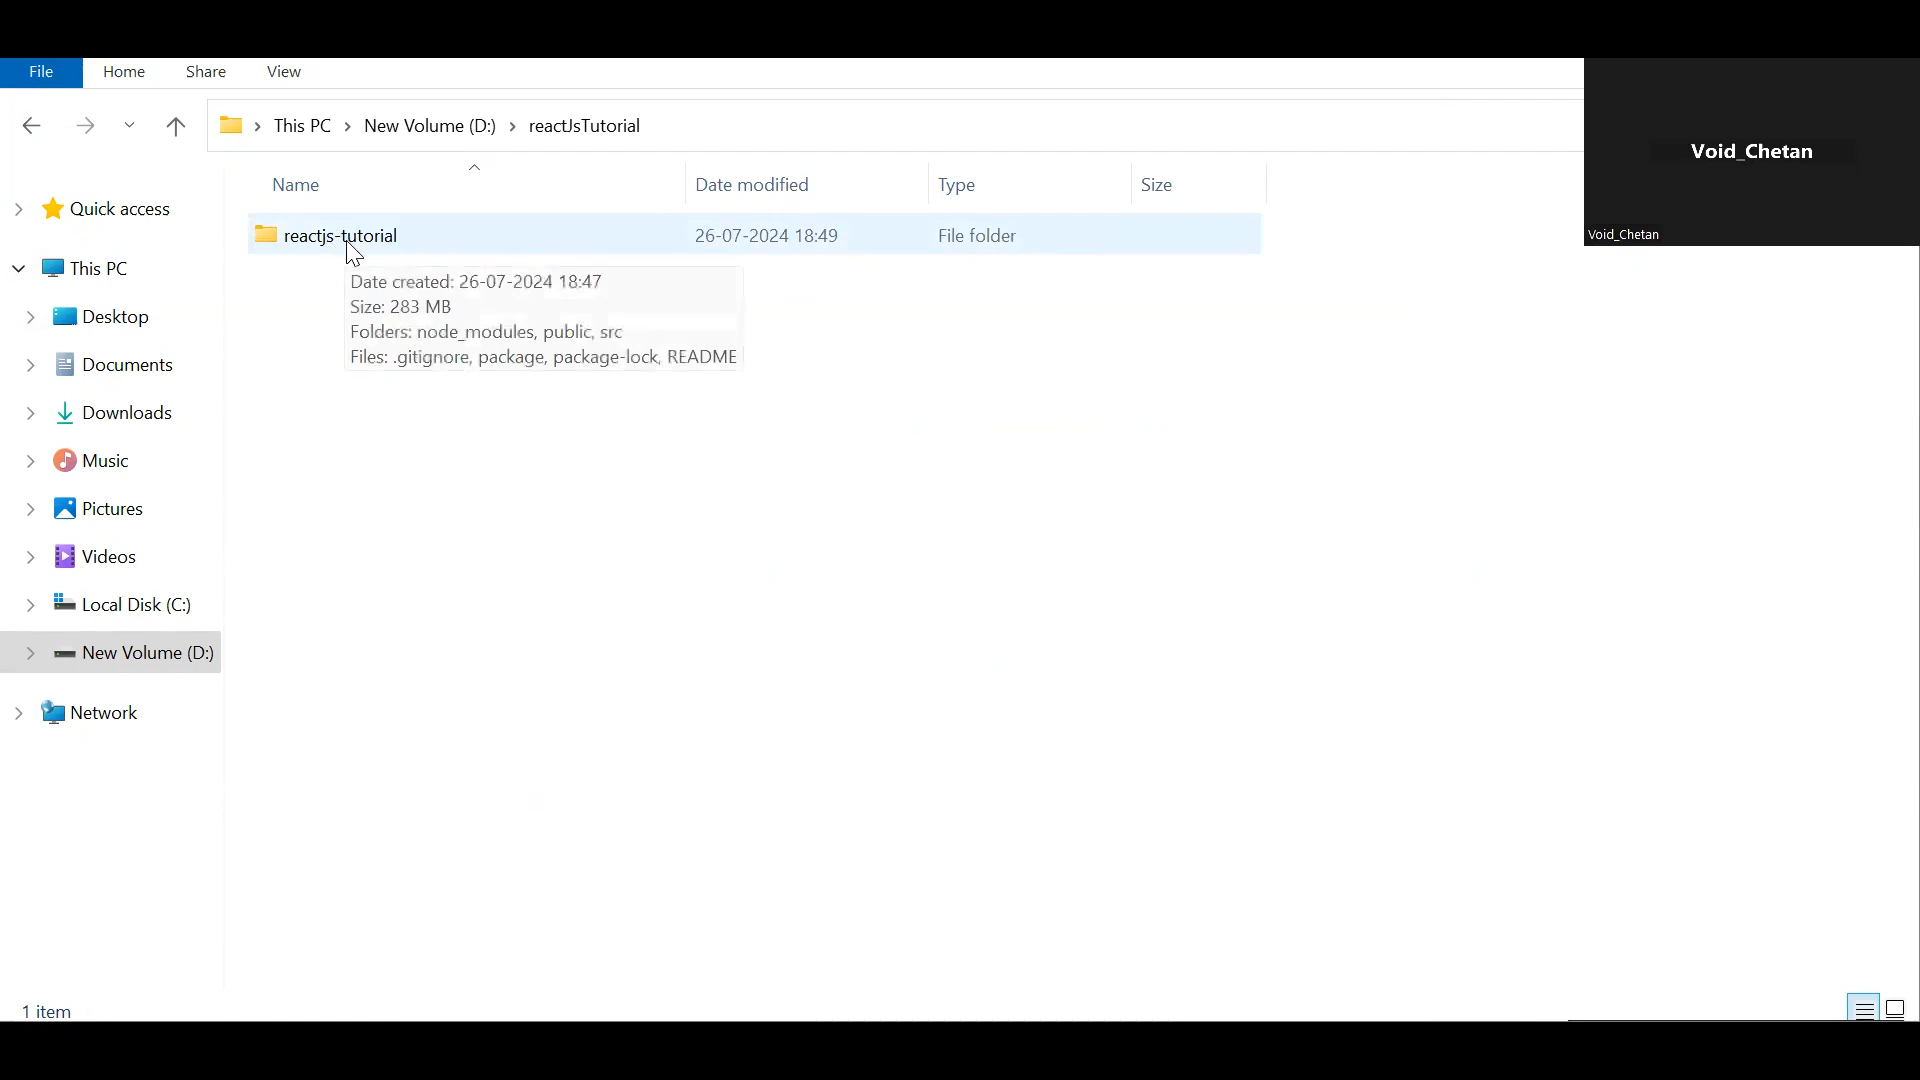 File Home Share View
This PC New Volume (D:) reactJsTutorial
Void_Chetan
Void_Chetan
Name Date modified Type Size
reactjs-tutorial 26-07-2024 18:49 File folder
Date created: 26-07-2024 18:47
Size: 283 MB
Folders: node_modules, public, src
Files: .gitignore, package, package-lock, README
Quick access
This PC
Desktop
Documents
Downloads
Music
Pictures
Videos
Local Disk (C:)
New Volume (D:)
Network
1 item